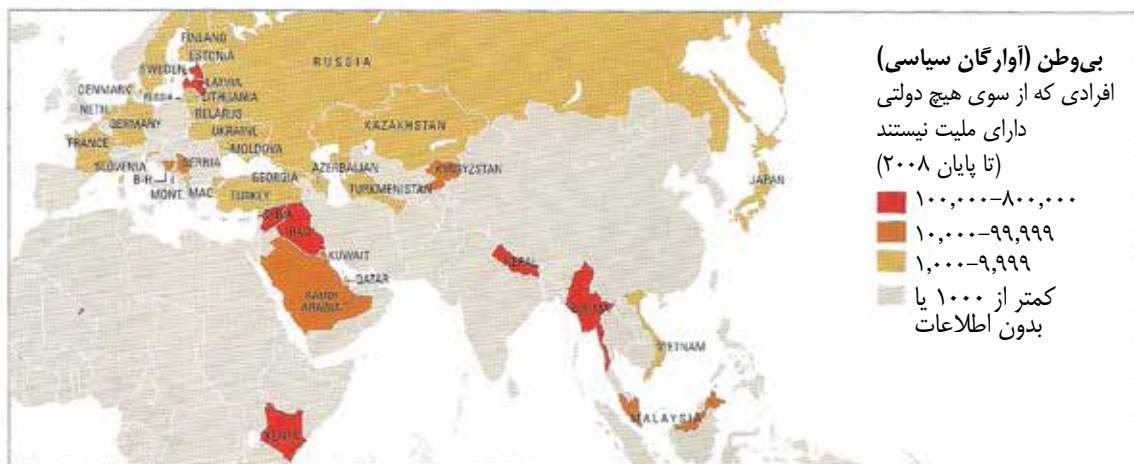 بی‌وطن (آوارگان سیاسی)
افرادی که از سوی هیچ دولتی
دارای ملیت نیستند
(تا پایان ۲۰۰۸)
۱۰۰,۰۰۰-۸۰۰,۰۰۰
۱۰,۰۰۰-۹۹,۹۹۹
۱,۰۰۰-۹,۹۹۹
کمتر از ۱۰۰۰ یا
بدون اطلاعات
FINLAND
ESTONIA
RUSSIA
SWEDEN
LATVIA
DENMARK
RUSSIA
LITHUANIA
NETH.
BELARUS
GERMANY
UKRAINE
KAZAKHSTAN
FRANCE
MOLDOVA
SLOVENIA
SERBIA
AZERBAIJAN
KYRGYZSTAN
B-H
GEORGIA
JAPAN
MONT.
MAC
TURKEY
TURKMENISTAN
IRAQ
KUWAIT
NEPAL
QATAR
SAUDI
ARABIA
VIETNAM
MALAYSIA
KENYA